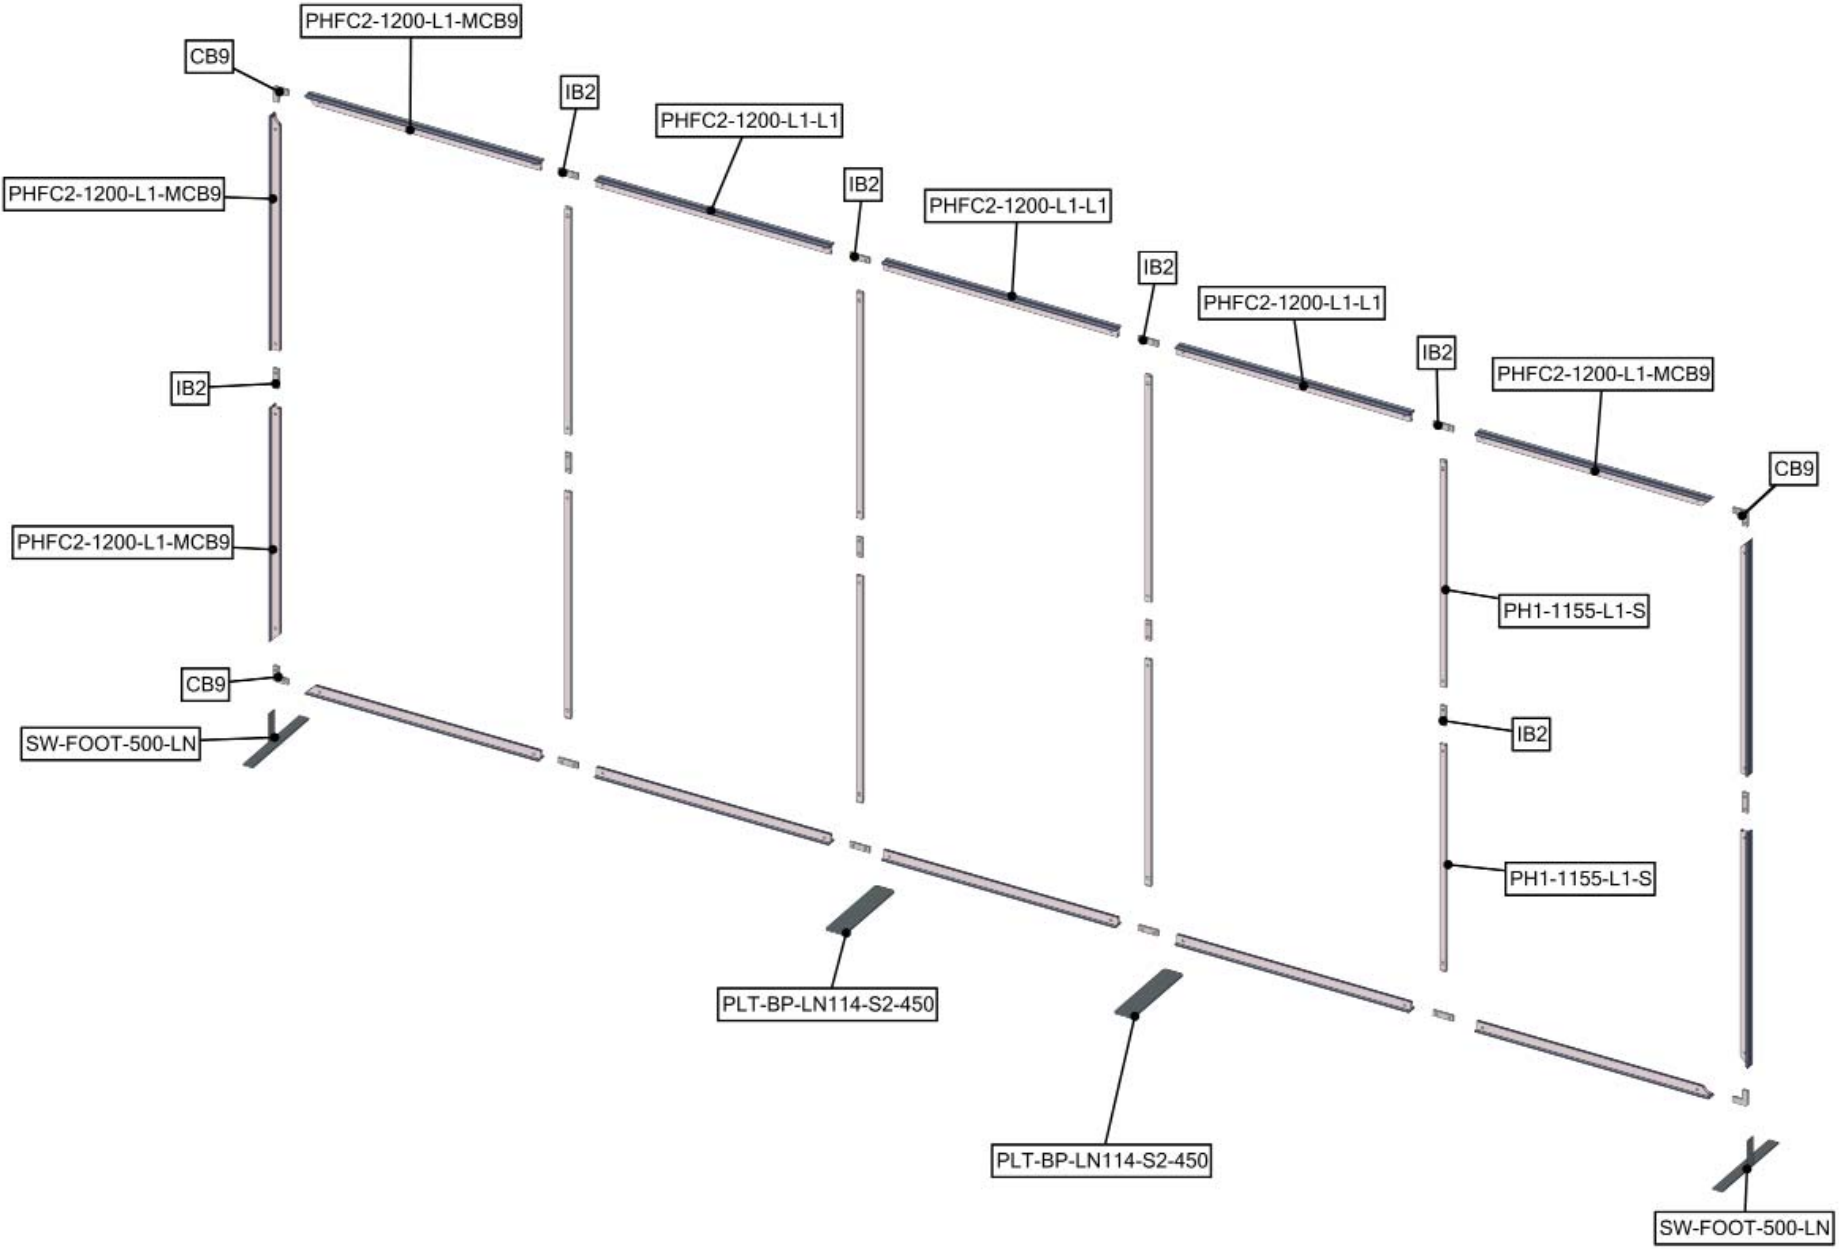 PHFC2-1200-L1-MCB9
CB9
IB2
PHFC2-1200-L1-L1
IB2
PHFC2-1200-L1-MCB9
PHFC2-1200-L1-L1
IB2
PHFC2-1200-L1-L1
IB2
PHFC2-1200-L1-MCB9
IB2
CB9
PHFC2-1200-L1-MCB9
PH1-1155-L1-S
CB9
IB2
SW-FOOT-500-LN
PH1-1155-L1-S
PLT-BP-LN114-S2-450
PLT-BP-LN114-S2-450
SW-FOOT-500-LN